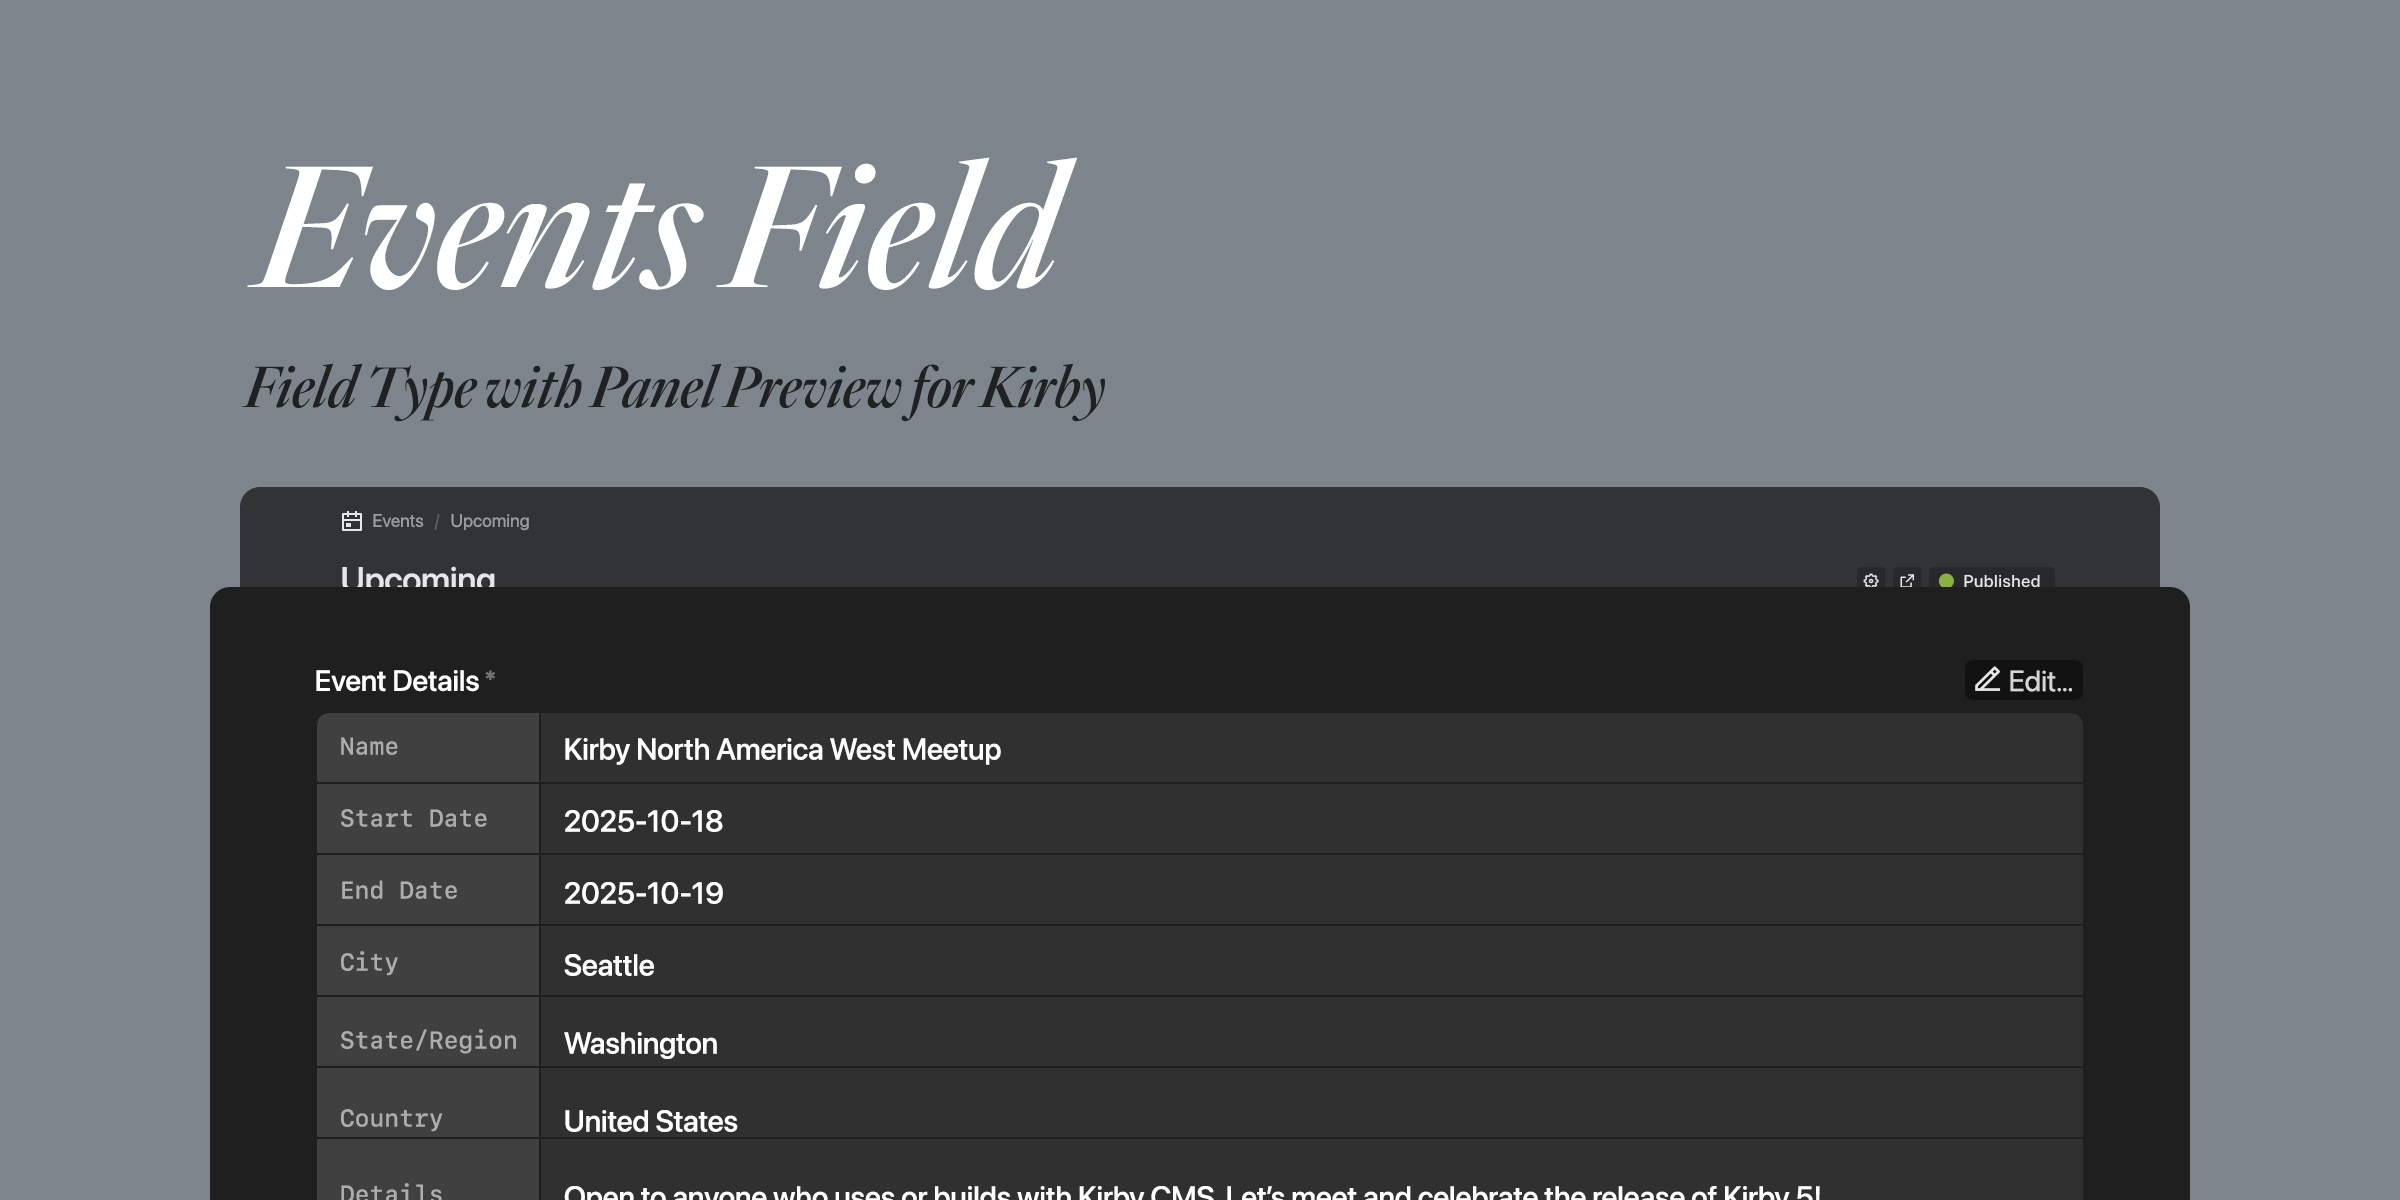 Events Field
Field Type with Panel Preview for Kirby
Events / Upcoming
Upcoming
Published
Event Details *
Edit...
Name
Kirby North America West Meetup
Start Date
2025-10-18
End Date
2025-10-19
City
Seattle
State/Region
Washington
Country
United States
Details
Open to anyone who uses or builds with Kirby CMS. Let’s meet and celebrate the release of Kirby 5!